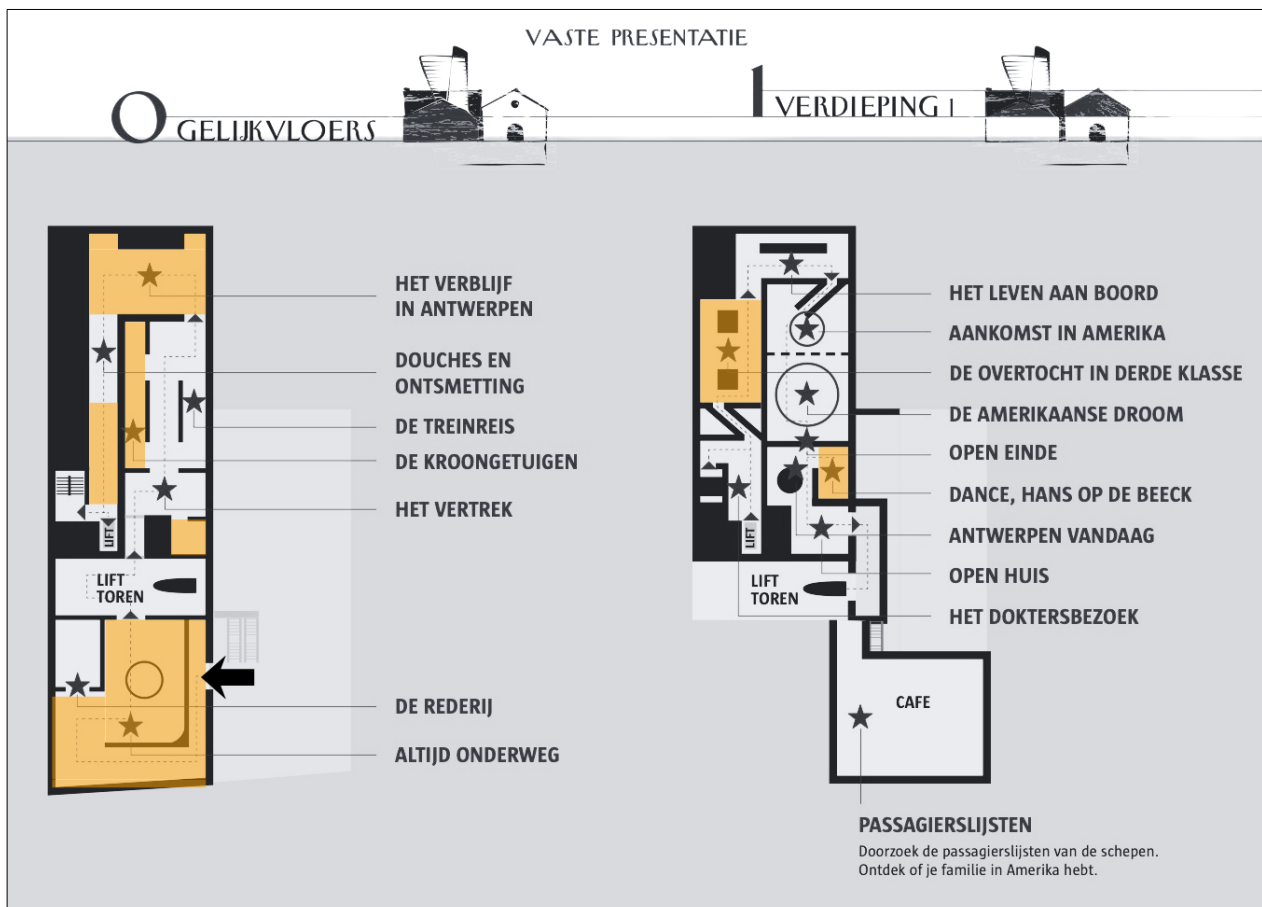 VASTE PRESENTATIE
0 GELIJKVLOERS
HET VERBLIJF
IN ANTWERPEN
DOUCHES EN
ONTSMETTING
DE TREINREIS
DE KROONGETUIGEN
HET VERTREK
LIFT
LIFT
TOREN
DE REDERIJ
ALTIJD ONDERWEG
1 VERDIEPING 1
HET LEVEN AAN BOORD
AANKOMST IN AMERIKA
DE OVERTOCHT IN DERDE KLASSE
DE AMERIKAANSE DROOM
OPEN EINDE
DANCE, HANS OP DE BEECK
ANTWERPEN VANDAAG
OPEN HUIS
HET DOKTERSBEZOEK
LIFT
LIFT
TOREN
CAFE
PASSAGIERSLIJSTEN
Doorzoek de passagierslijsten van de schepen.
Ontdek of je familie in Amerika hebt.